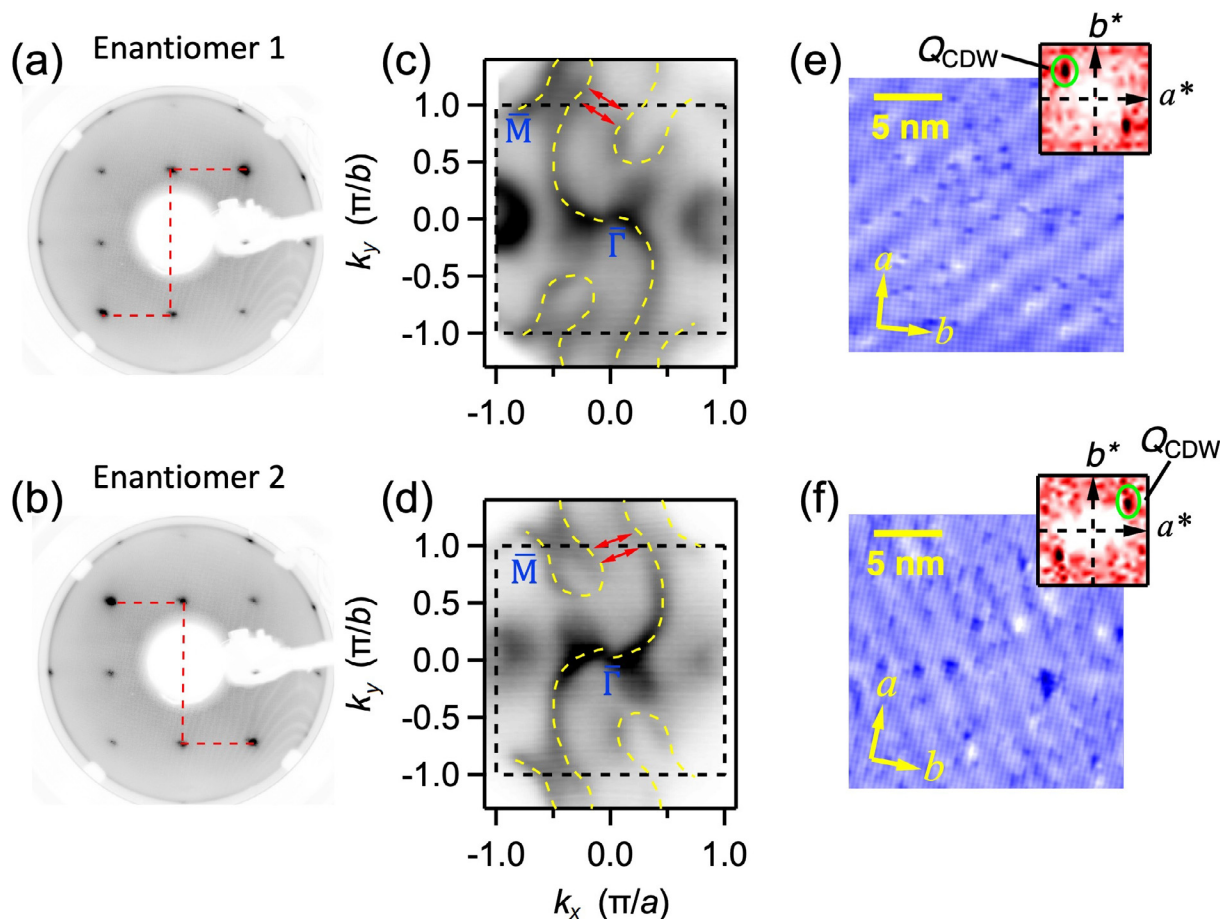 (a) Enantiomer 1
(c)
1.0
0.5
0.0
-0.5
-1.0
k_y (π/b)
M̅
Γ̅
-1.0 0.0 1.0
(e)
5 nm
a
b
Q_CDW
b*
a*
(b) Enantiomer 2
(d)
1.0
0.5
0.0
-0.5
-1.0
k_y (π/b)
M̅
Γ̅
-1.0 0.0 1.0
k_x (π/a)
(f)
5 nm
a
b
Q_CDW
b*
a*